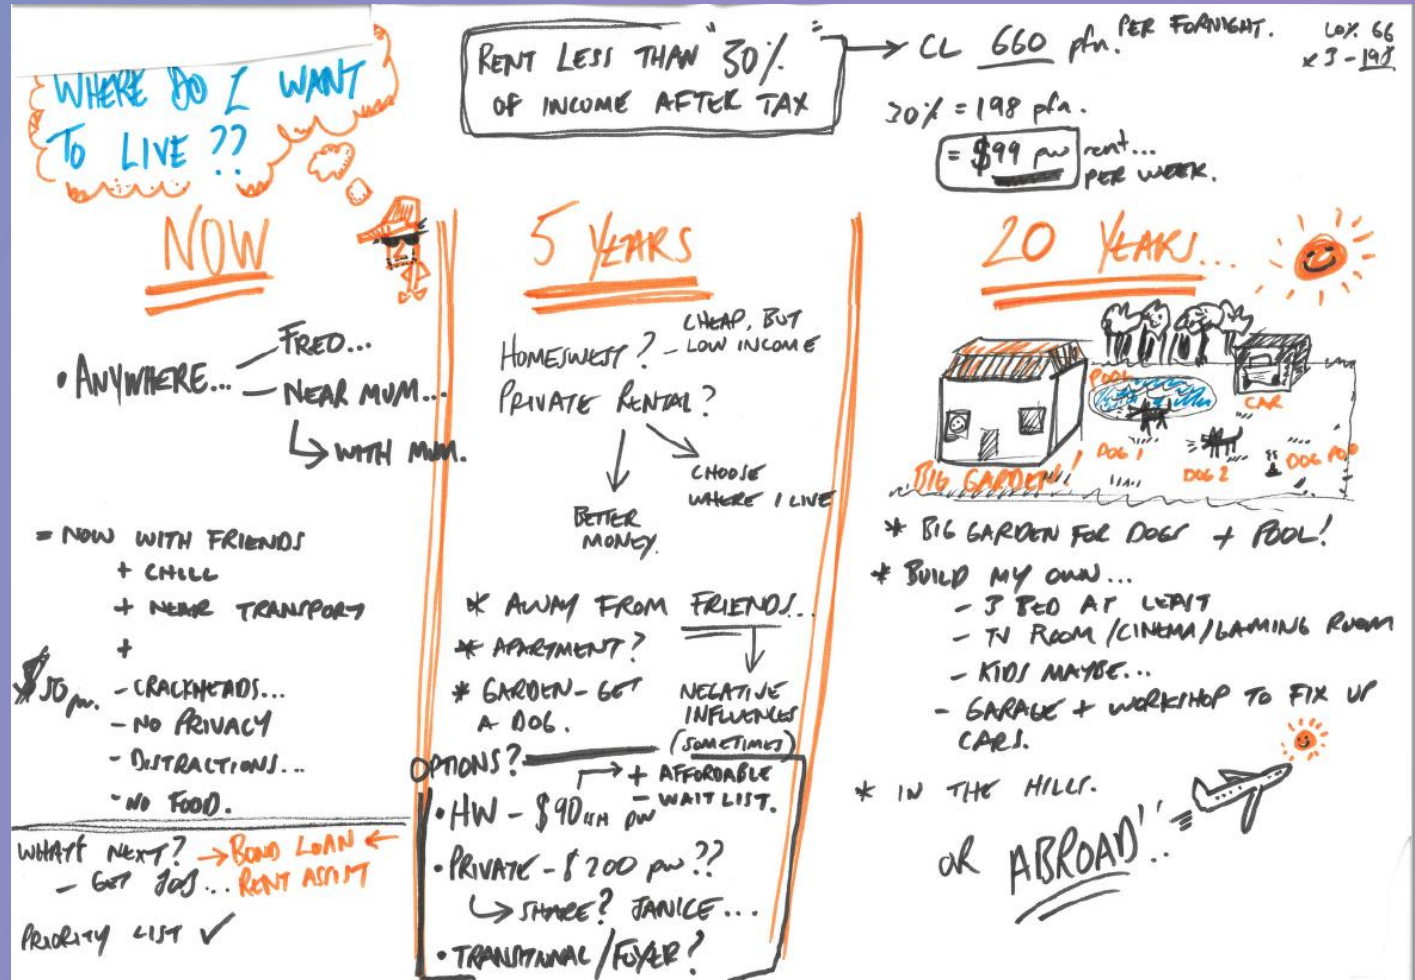 WHERE DO I WANT
TO LIVE??
RENT LESS THAN "30%"
OF INCOME AFTER TAX
CL 660 pfn. PER FORNIGHT.
10% 66
x 3 - 198
30% = 198 pfn.
= $99 pw rent...
PER WEEK.
NOW
• ANYWHERE...
FRED...
NEAR MUM...
WITH MUM.
= NOW WITH FRIENDS
+ CHILL
+ NEAR TRANSPORT
+
$50 pw.
- CRACKHEADS...
- NO PRIVACY
- DISTRACTIONS...
- NO FOOD.
WHAT'S NEXT? → BOND LOAN ←
- GET JOB... RENT ASSIST
PRIORITY LIST ✓
5 YEARS
HOMESWEST? - CHEAP, BUT
LOW INCOME
PRIVATE RENTAL?
CHOOSE
WHERE I LIVE
BETTER
MONEY.
* AWAY FROM FRIENDS...
* APARTMENT?
* GARDEN - GET
A DOG.
NEGATIVE
INFLUENCES
(SOMETIMES)
OPTIONS?
+ AFFORDABLE
- WAIT LIST.
• HW - $90 pw
• PRIVATE - $200 pw??
SHARE? JANICE...
• TRANSITIONAL / FOYER?
20 YEARS...
POOL
CAR
DOG 1
DOG 2
DOG POO
BIG GARDEN!
* BIG GARDEN FOR DOGS + POOL!
* BUILD MY OWN...
- 3 BED AT LEAST
- TV ROOM / CINEMA / GAMING ROOM
- KIDS MAYBE...
- GARAGE + WORKSHOP TO FIX UP
CARS.
* IN THE HILLS.
OR ABROAD!...